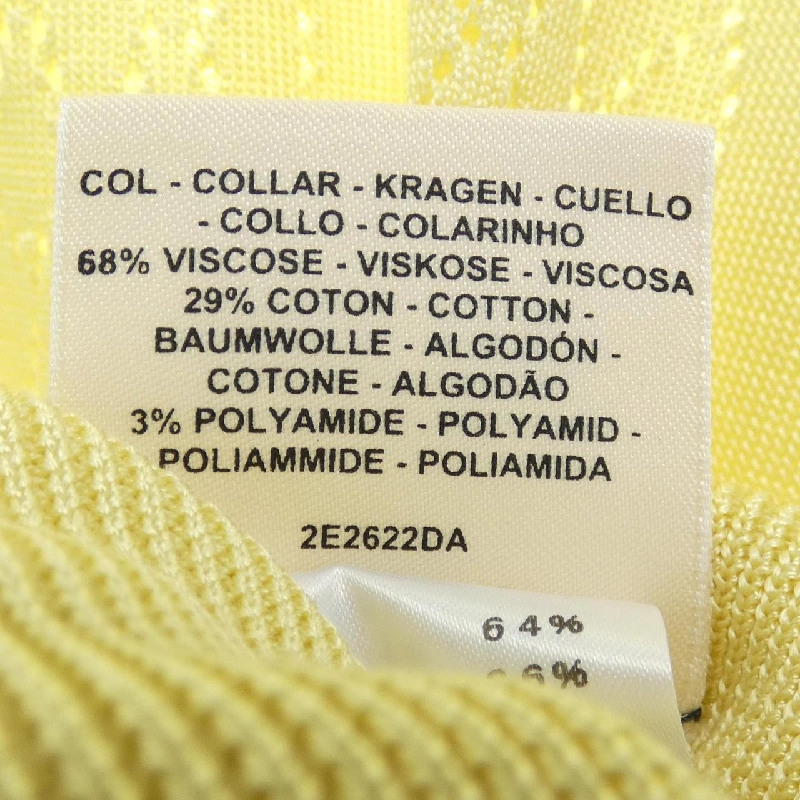 COL - COLLAR - KRAGEN - CUELLO
- COLLO - COLARINHO
68% VISCOSE - VISKOSE - VISCOSA
29% COTON - COTTON -
BAUMWOLLE - ALGODÓN -
COTONE - ALGODÃO
3% POLYAMIDE - POLYAMID -
POLIAMMIDE - POLIAMIDA
2E2622DA
64%